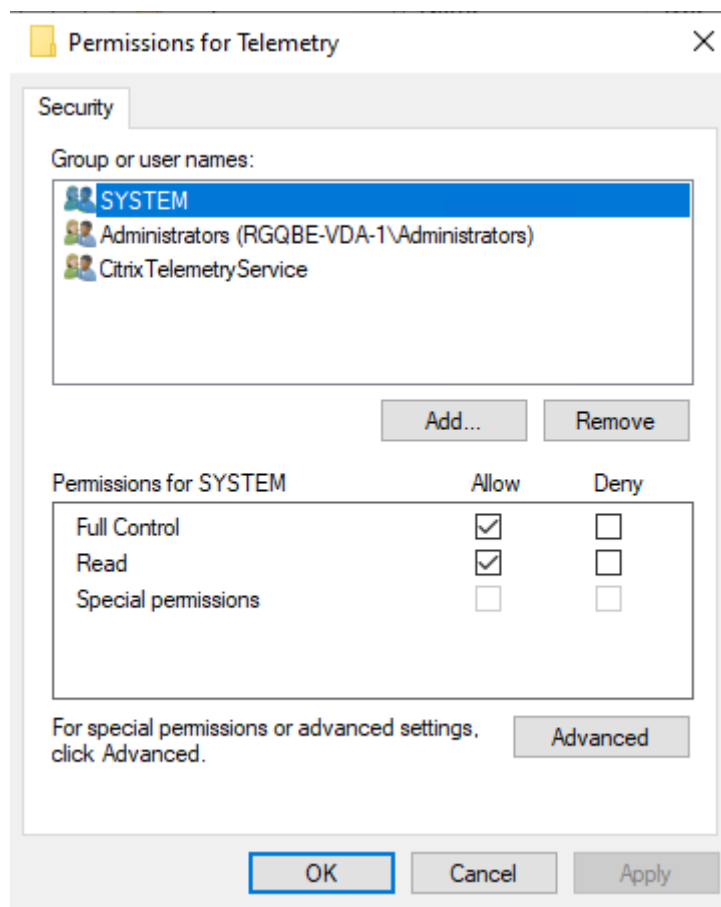 Permissions for Telemetry
Security
Group or user names:
SYSTEM
Administrators (RGQBE-VDA-1\Administrators)
CitrixTelemetryService
Add... Remove
Permissions for SYSTEM Allow Deny
Full Control
Read
Special permissions
For special permissions or advanced settings, Advanced
click Advanced.
OK Cancel Apply